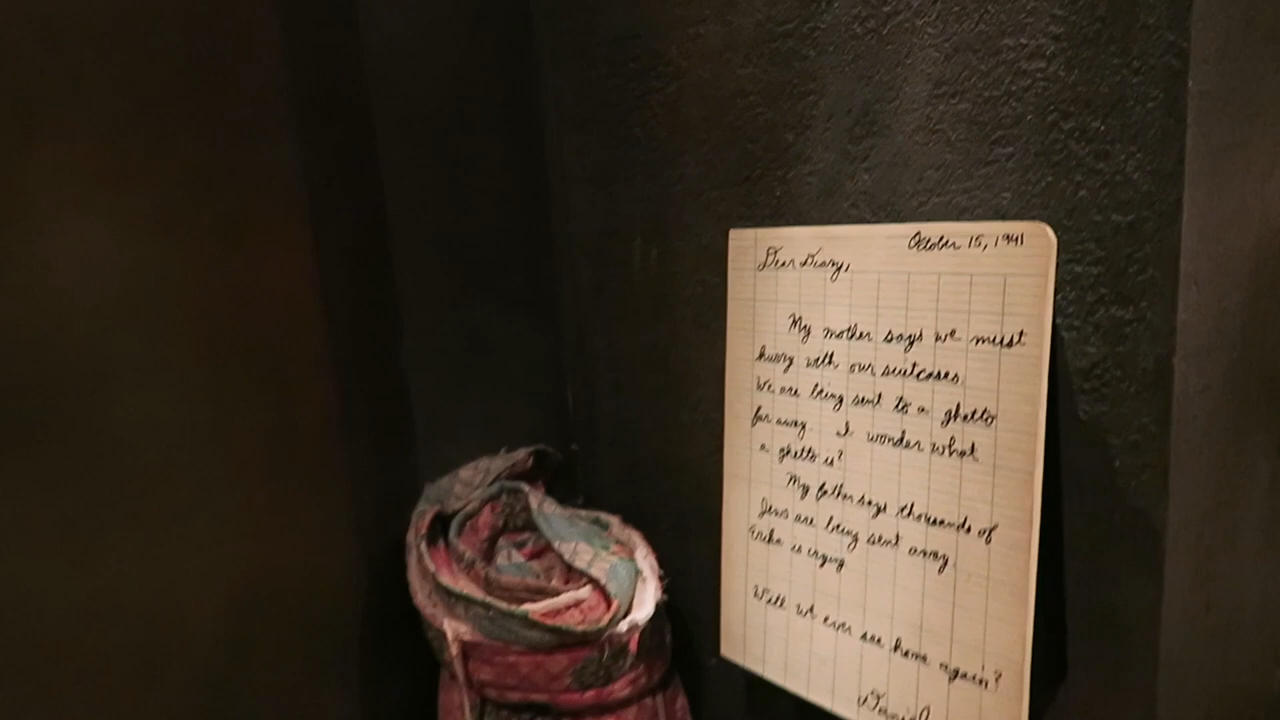 October 15, 1941
Dear Diary,
My mother says we must
hurry with our suitcases.
We are being sent to a ghetto
far away. I wonder what
a ghetto is?
My father says thousands of
Jews are being sent away.
Erika is crying
Will we ever see home again?
Daniel